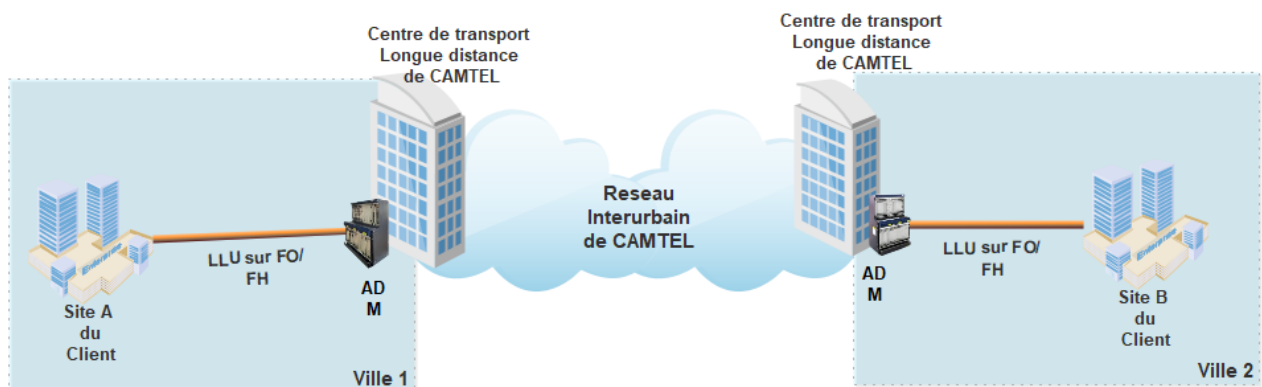 Centre de transport
Longue distance
de CAMTEL
Centre de transport
Longue distance
de CAMTEL
Reseau
Interurbain
de CAMTEL
Enterprise
LLU sur FO/
FH
AD
M
Site A
du
Client
Ville 1
AD
M
LLU sur FO/
FH
Enterprise
Site B
du
Client
Ville 2